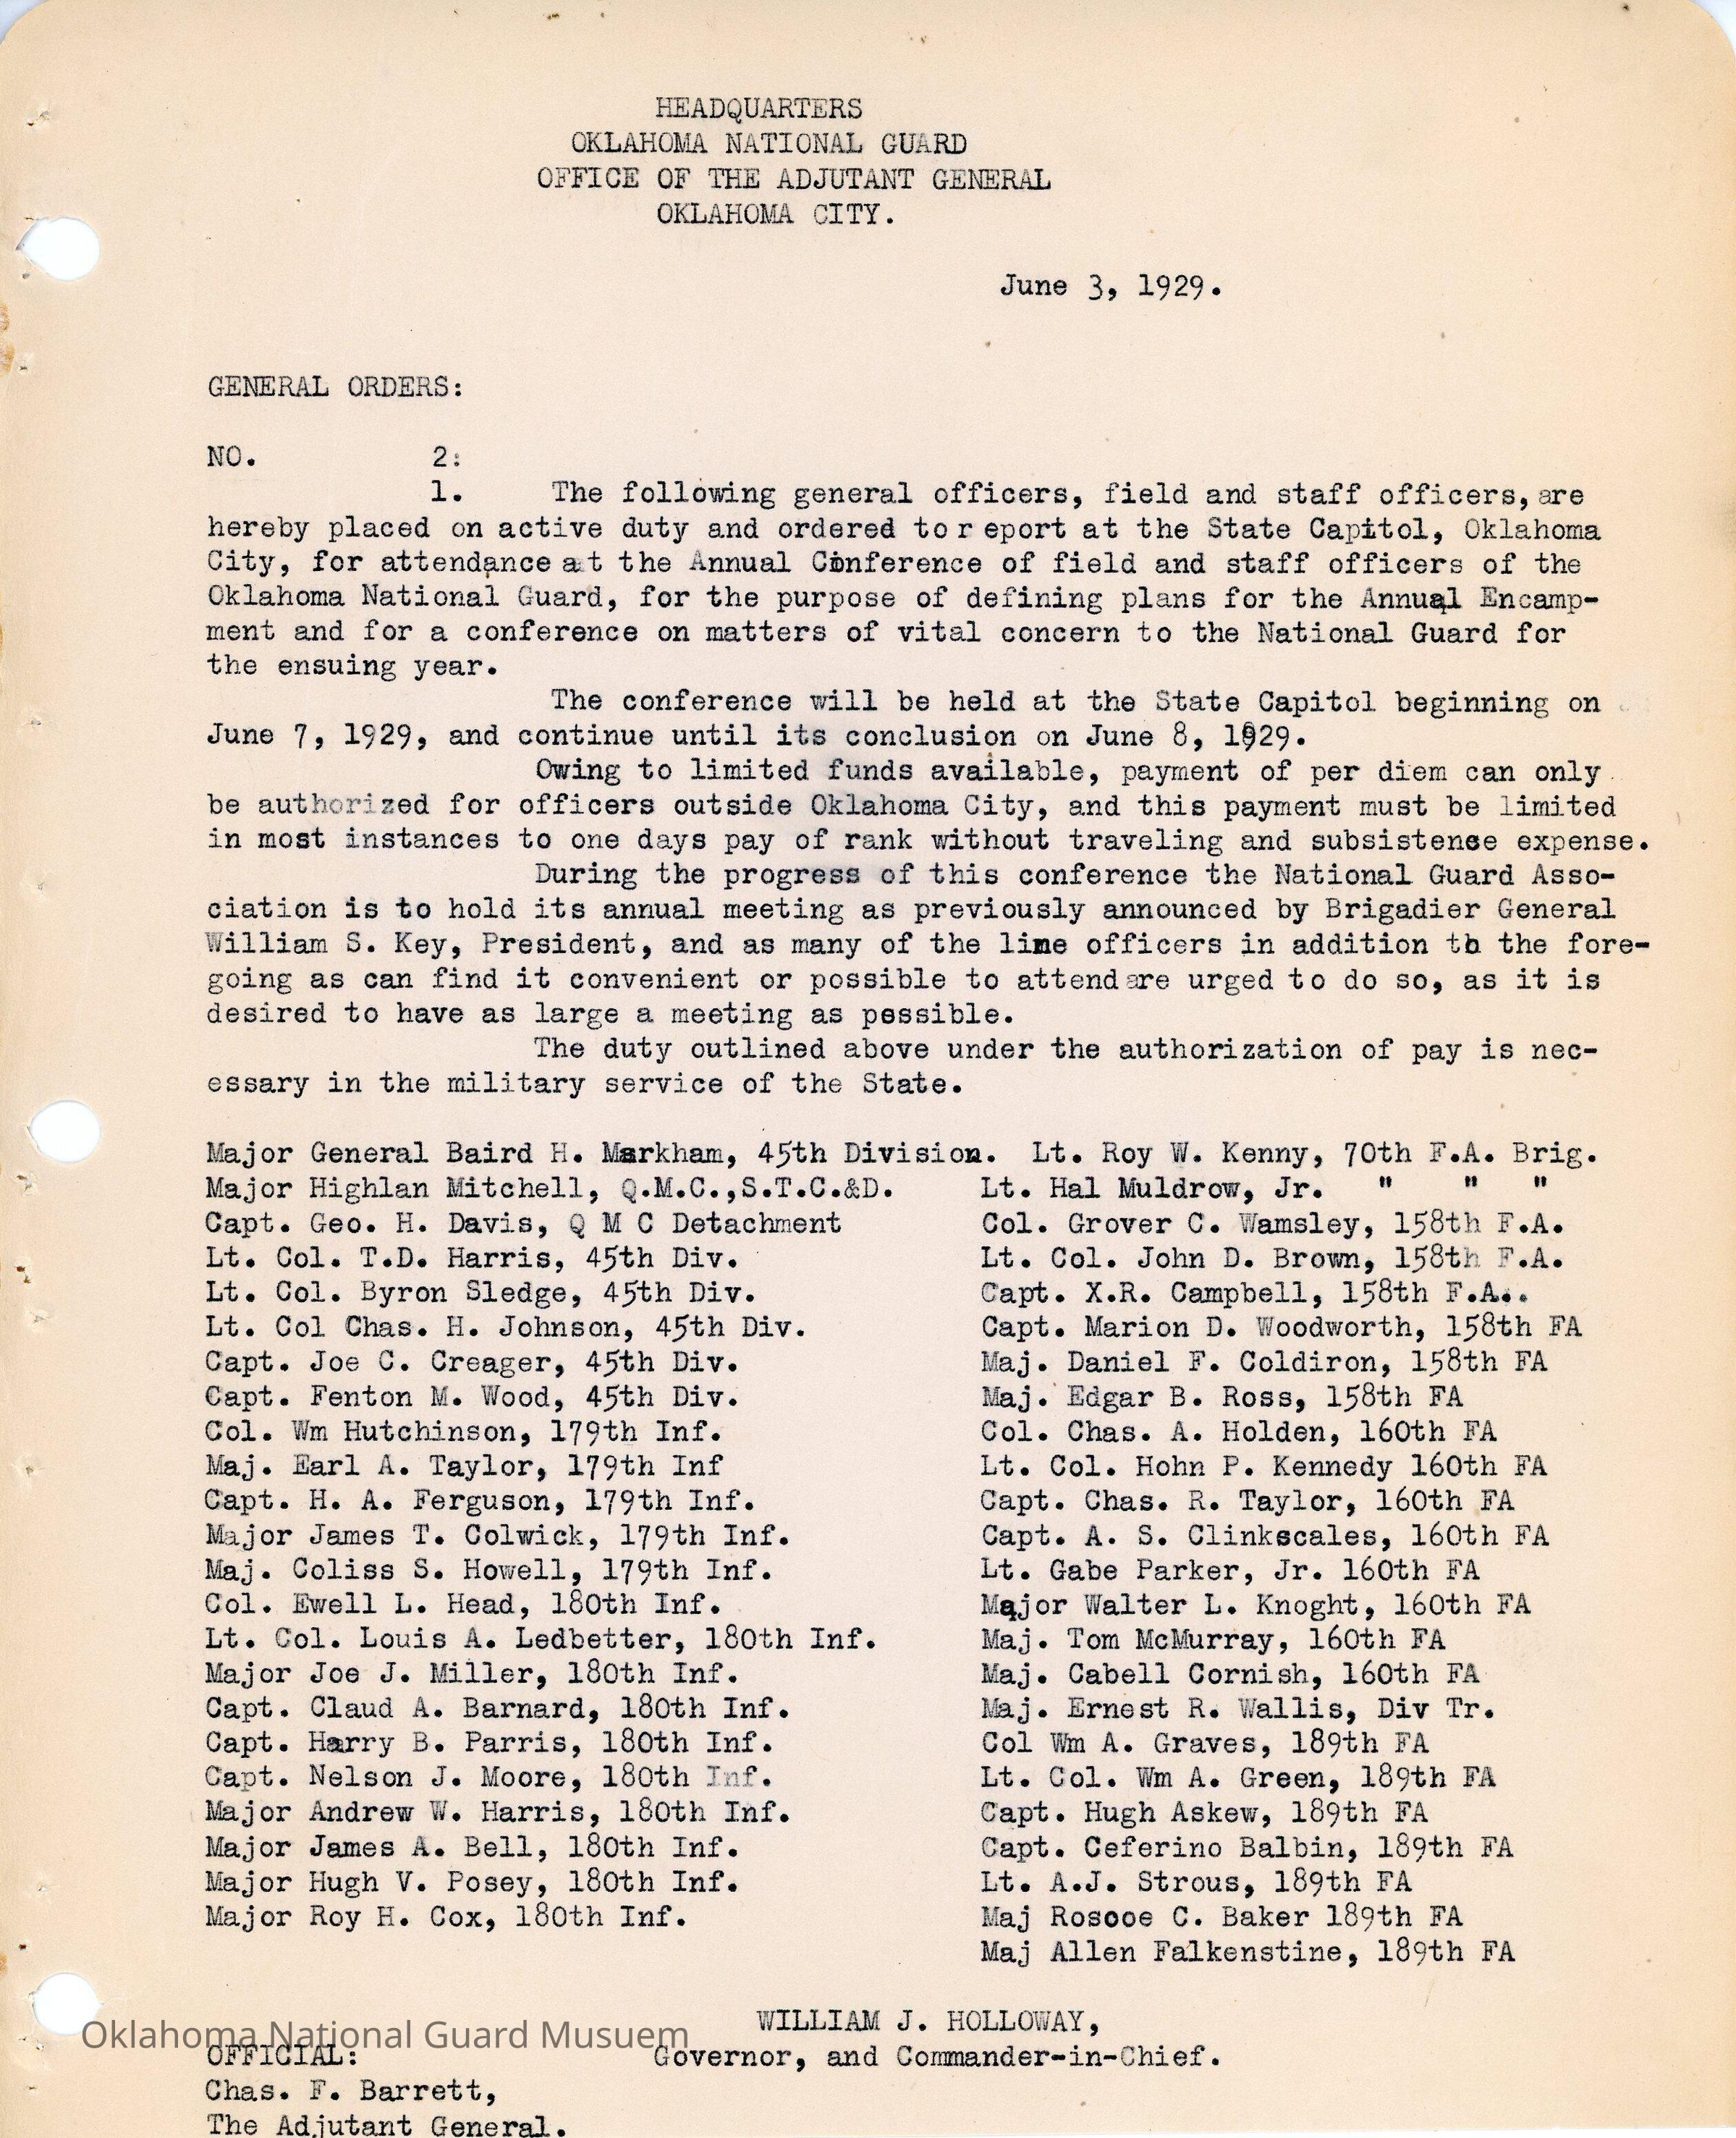 HEADQUARTERS
OKLAHOMA NATIONAL GUARD
OFFICE OF THE ADJUTANT GENERAL
OKLAHOMA CITY.
June 3, 1929.
GENERAL ORDERS:
NO. 2:
1. The following general officers, field and staff officers, are
hereby placed on active duty and ordered to r eport at the State Capitol, Oklahoma
City, for attendance at the Annual Cinference of field and staff officers of the
Oklahoma National Guard, for the purpose of defining plans for the Annual Encamp-
ment and for a conference on matters of vital concern to the National Guard for
the ensuing year.
The conference will be held at the State Capitol beginning on
June 7, 1929, and continue until its conclusion on June 8, 1929.
Owing to limited funds available, payment of per diem can only
be authorized for officers outside Oklahoma City, and this payment must be limited
in most instances to one days pay of rank without traveling and subsistense expense.
During the progress of this conference the National Guard Asso-
ciation is to hold its annual meeting as previously announced by Brigadier General
William S. Key, President, and as many of the line officers in addition to the fore-
going as can find it convenient or possible to attend are urged to do so, as it is
desired to have as large a meeting as pessible.
The duty outlined above under the authorization of pay is nec-
essary in the military service of the State.
Major General Baird H. Markham, 45th Division.
Major Highlan Mitchell, Q.M.C.,S.T.C.&D.
Capt. Geo. H. Davis, Q M C Detachment
Lt. Col. T.D. Harris, 45th Div.
Lt. Col. Byron Sledge, 45th Div.
Lt. Col Chas. H. Johnson, 45th Div.
Capt. Joe C. Creager, 45th Div.
Capt. Fenton M. Wood, 45th Div.
Col. Wm Hutchinson, 179th Inf.
Maj. Earl A. Taylor, 179th Inf
Capt. H. A. Ferguson, 179th Inf.
Major James T. Colwick, 179th Inf.
Maj. Coliss S. Howell, 179th Inf.
Col. Ewell L. Head, 180th Inf.
Lt. Col. Louis A. Ledbetter, 180th Inf.
Major Joe J. Miller, 180th Inf.
Capt. Claud A. Barnard, 180th Inf.
Capt. Harry B. Parris, 180th Inf.
Capt. Nelson J. Moore, 180th Inf.
Major Andrew W. Harris, 180th Inf.
Major James A. Bell, 180th Inf.
Major Hugh V. Posey, 180th Inf.
Major Roy H. Cox, 180th Inf.
Lt. Roy W. Kenny, 70th F.A. Brig.
Lt. Hal Muldrow, Jr. " " "
Col. Grover C. Wamsley, 158th F.A.
Lt. Col. John D. Brown, 158th F.A.
Capt. X.R. Campbell, 158th F.A..
Capt. Marion D. Woodworth, 158th FA
Maj. Daniel F. Coldiron, 158th FA
Maj. Edgar B. Ross, 158th FA
Col. Chas. A. Holden, 160th FA
Lt. Col. Hohn P. Kennedy 160th FA
Capt. Chas. R. Taylor, 160th FA
Capt. A. S. Clinkscales, 160th FA
Lt. Gabe Parker, Jr. 160th FA
Major Walter L. Knoght, 160th FA
Maj. Tom McMurray, 160th FA
Maj. Cabell Cornish, 160th FA
Maj. Ernest R. Wallis, Div Tr.
Col Wm A. Graves, 189th FA
Lt. Col. Wm A. Green, 189th FA
Capt. Hugh Askew, 189th FA
Capt. Ceferino Balbin, 189th FA
Lt. A.J. Strous, 189th FA
Maj Roscoe C. Baker 189th FA
Maj Allen Falkenstine, 189th FA
WILLIAM J. HOLLOWAY,
Governor, and Commander-in-Chief.
Oklahoma National Guard Musuem
OFFICIAL:
Chas. F. Barrett,
The Adjutant General.